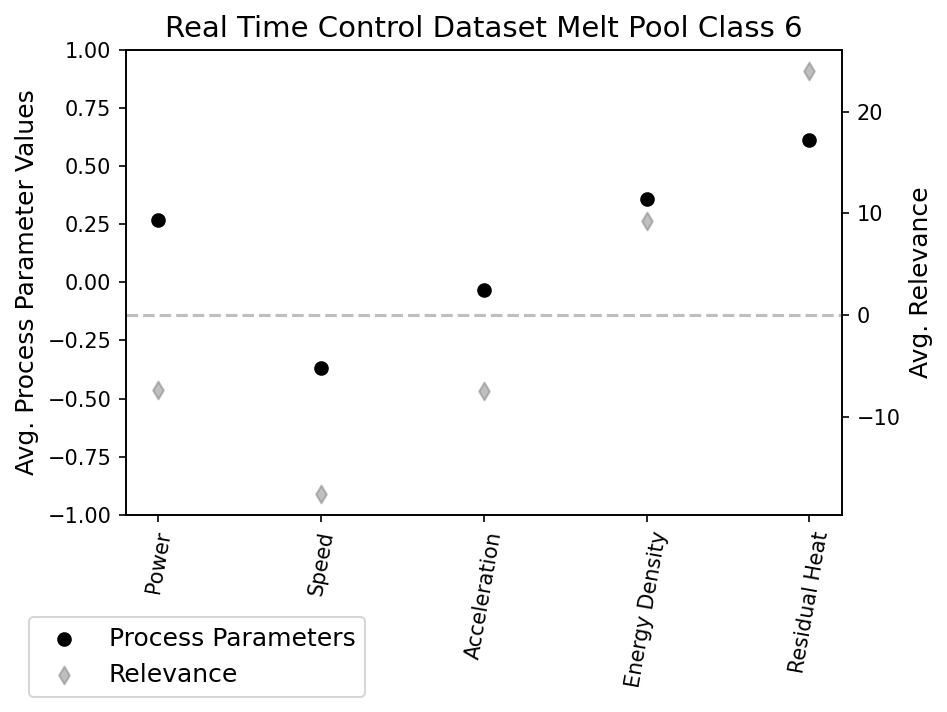 Real Time Control Dataset Melt Pool Class 6
Avg. Process Parameter Values
1.00
0.75
0.50
0.25
0.00
−0.25
−0.50
−0.75
−1.00
20
10
0
−10
Avg. Relevance
Power
Speed
Acceleration
Energy Density
Residual Heat
Process Parameters
Relevance